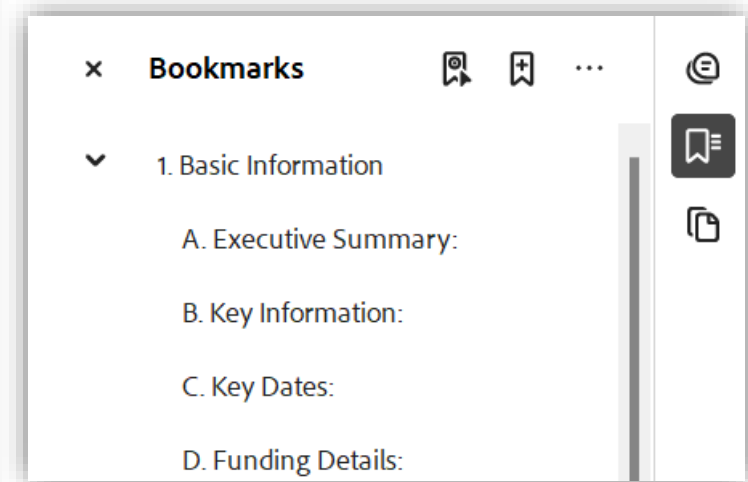 Bookmarks
1. Basic Information
A. Executive Summary:
B. Key Information:
C. Key Dates:
D. Funding Details: